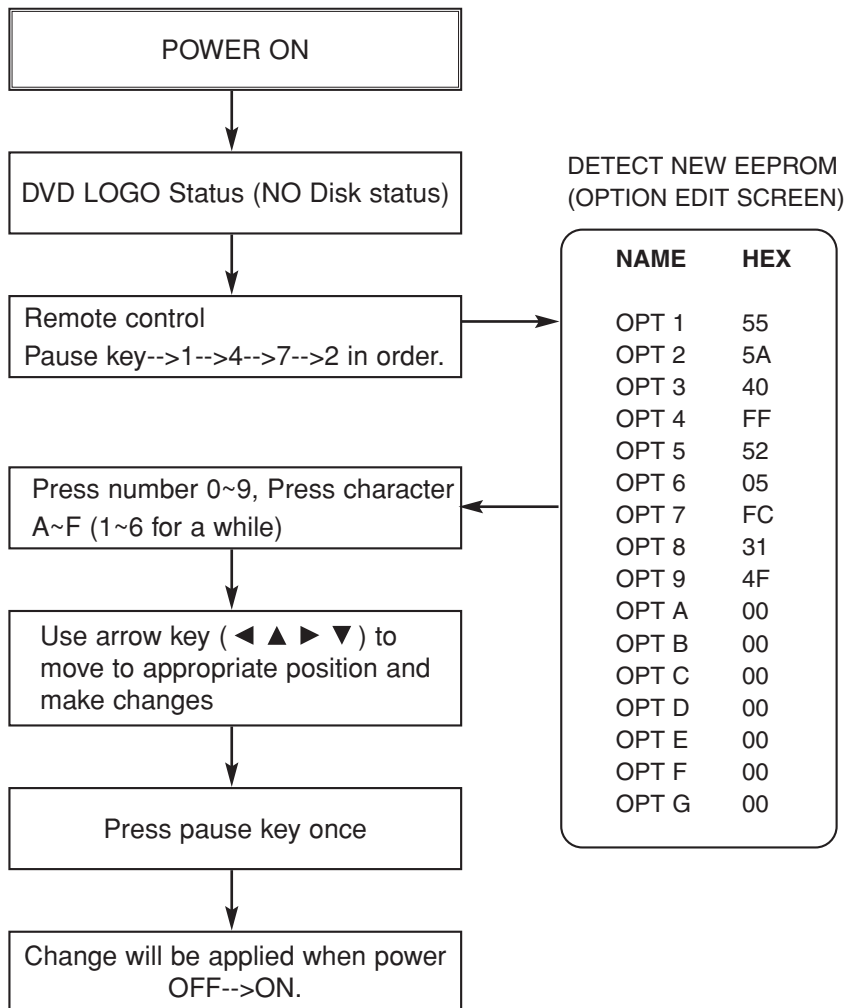 POWER ON
DVD LOGO Status (NO Disk status)
Remote control
Pause key-->1-->4-->7-->2 in order.
DETECT NEW EEPROM
(OPTION EDIT SCREEN)
NAME HEX
OPT 1 55
OPT 2 5A
OPT 3 40
OPT 4 FF
OPT 5 52
OPT 6 05
OPT 7 FC
OPT 8 31
OPT 9 4F
OPT A 00
OPT B 00
OPT C 00
OPT D 00
OPT E 00
OPT F 00
OPT G 00
Press number 0~9, Press character
A~F (1~6 for a while)
Use arrow key ( ◀ ▲ ▶ ▼ ) to
move to appropriate position and
make changes
Press pause key once
Change will be applied when power
OFF-->ON.